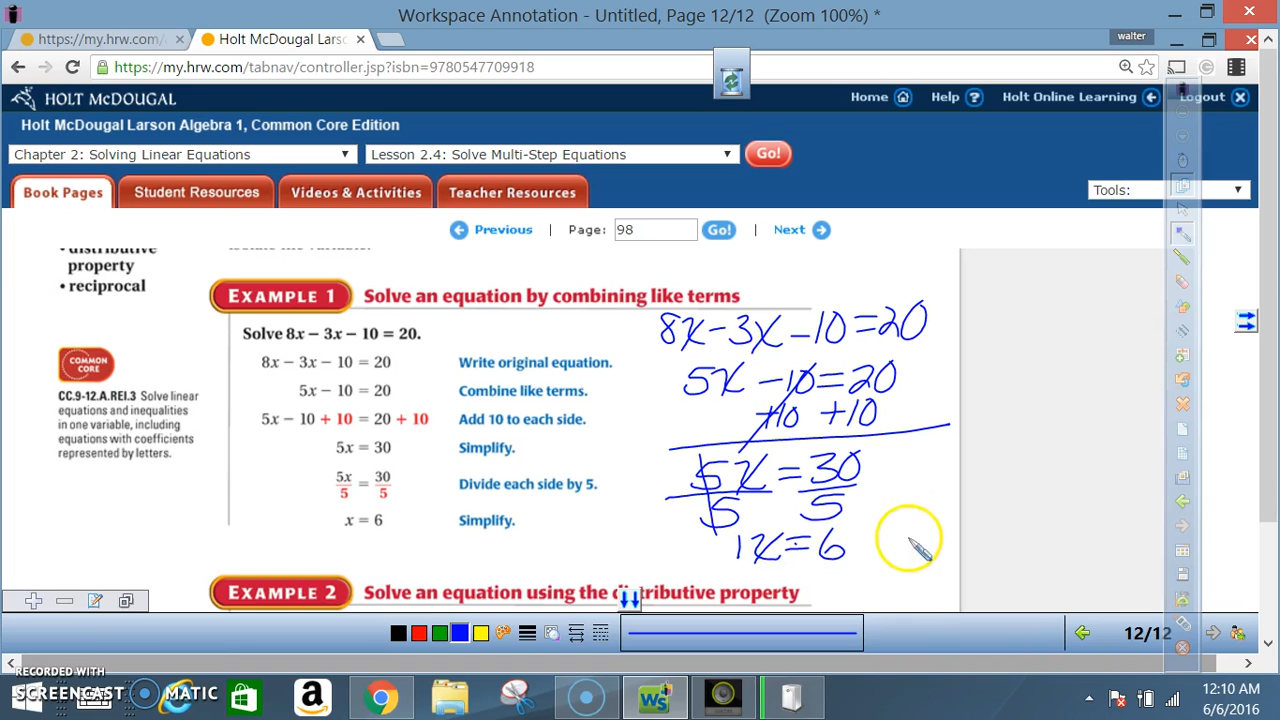 Workspace Annotation - Untitled, Page 12/12 (Zoom 100%) *
https://my.hrw.com/
Holt McDougal Lars
walter
https://my.hrw.com/tabnav/controller.jsp?isbn=9780547709918
HOLT McDOUGAL
Home
Help ?
Holt Online Learning
Logout
Holt McDougal Larson Algebra 1, Common Core Edition
Chapter 2: Solving Linear Equations
Lesson 2.4: Solve Multi-Step Equations
Go!
Book Pages
Student Resources
Videos & Activities
Teacher Resources
Tools:
Previous | Page: 98 Go! | Next
• distributive
property
• reciprocal
isolate the variable.
EXAMPLE 1 Solve an equation by combining like terms
Solve 8x − 3x − 10 = 20.
8x − 3x − 10 = 20 Write original equation.
5x − 10 = 20 Combine like terms.
5x − 10 + 10 = 20 + 10 Add 10 to each side.
5x = 30 Simplify.
5x/5 = 30/5 Divide each side by 5.
x = 6 Simplify.
COMMON
CORE
CC.9-12.A.REI.3 Solve linear
equations and inequalities
in one variable, including
equations with coefficients
represented by letters.
8x-3x-10=20
5x-10=20
+10 +10
5x=30
5 5
1x=6
EXAMPLE 2 Solve an equation using the distributive property
12/12
RECORDED WITH
SCREENCAST MATIC
WS
12:10 AM
6/6/2016